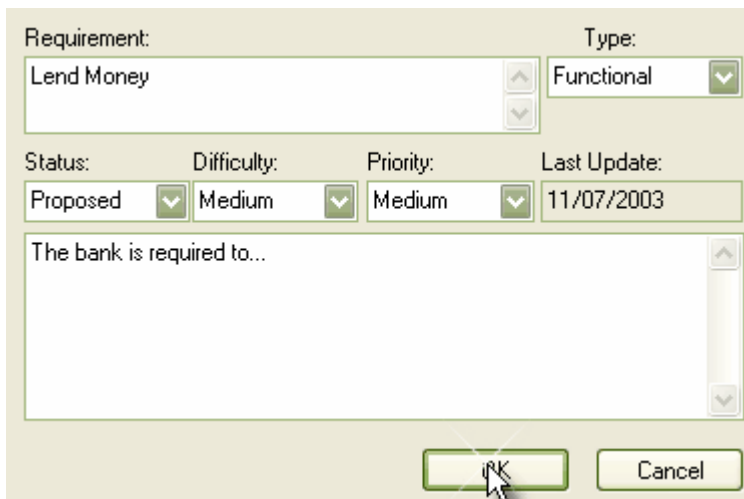 Requirement: Type:
Lend Money Functional
Status: Difficulty: Priority: Last Update:
Proposed Medium Medium 11/07/2003
The bank is required to...
OK Cancel